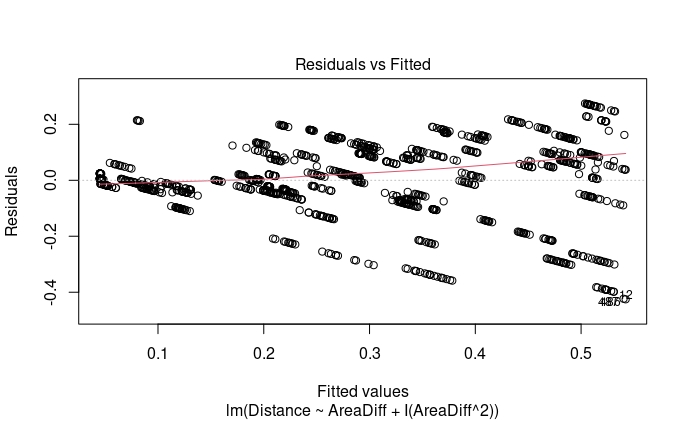 Residuals vs Fitted
Residuals
0.2
0.0
-0.2
-0.4
12
0.1
0.2
0.3
0.4
0.5
Fitted values
lm(Distance ~ AreaDiff + I(AreaDiff^2))